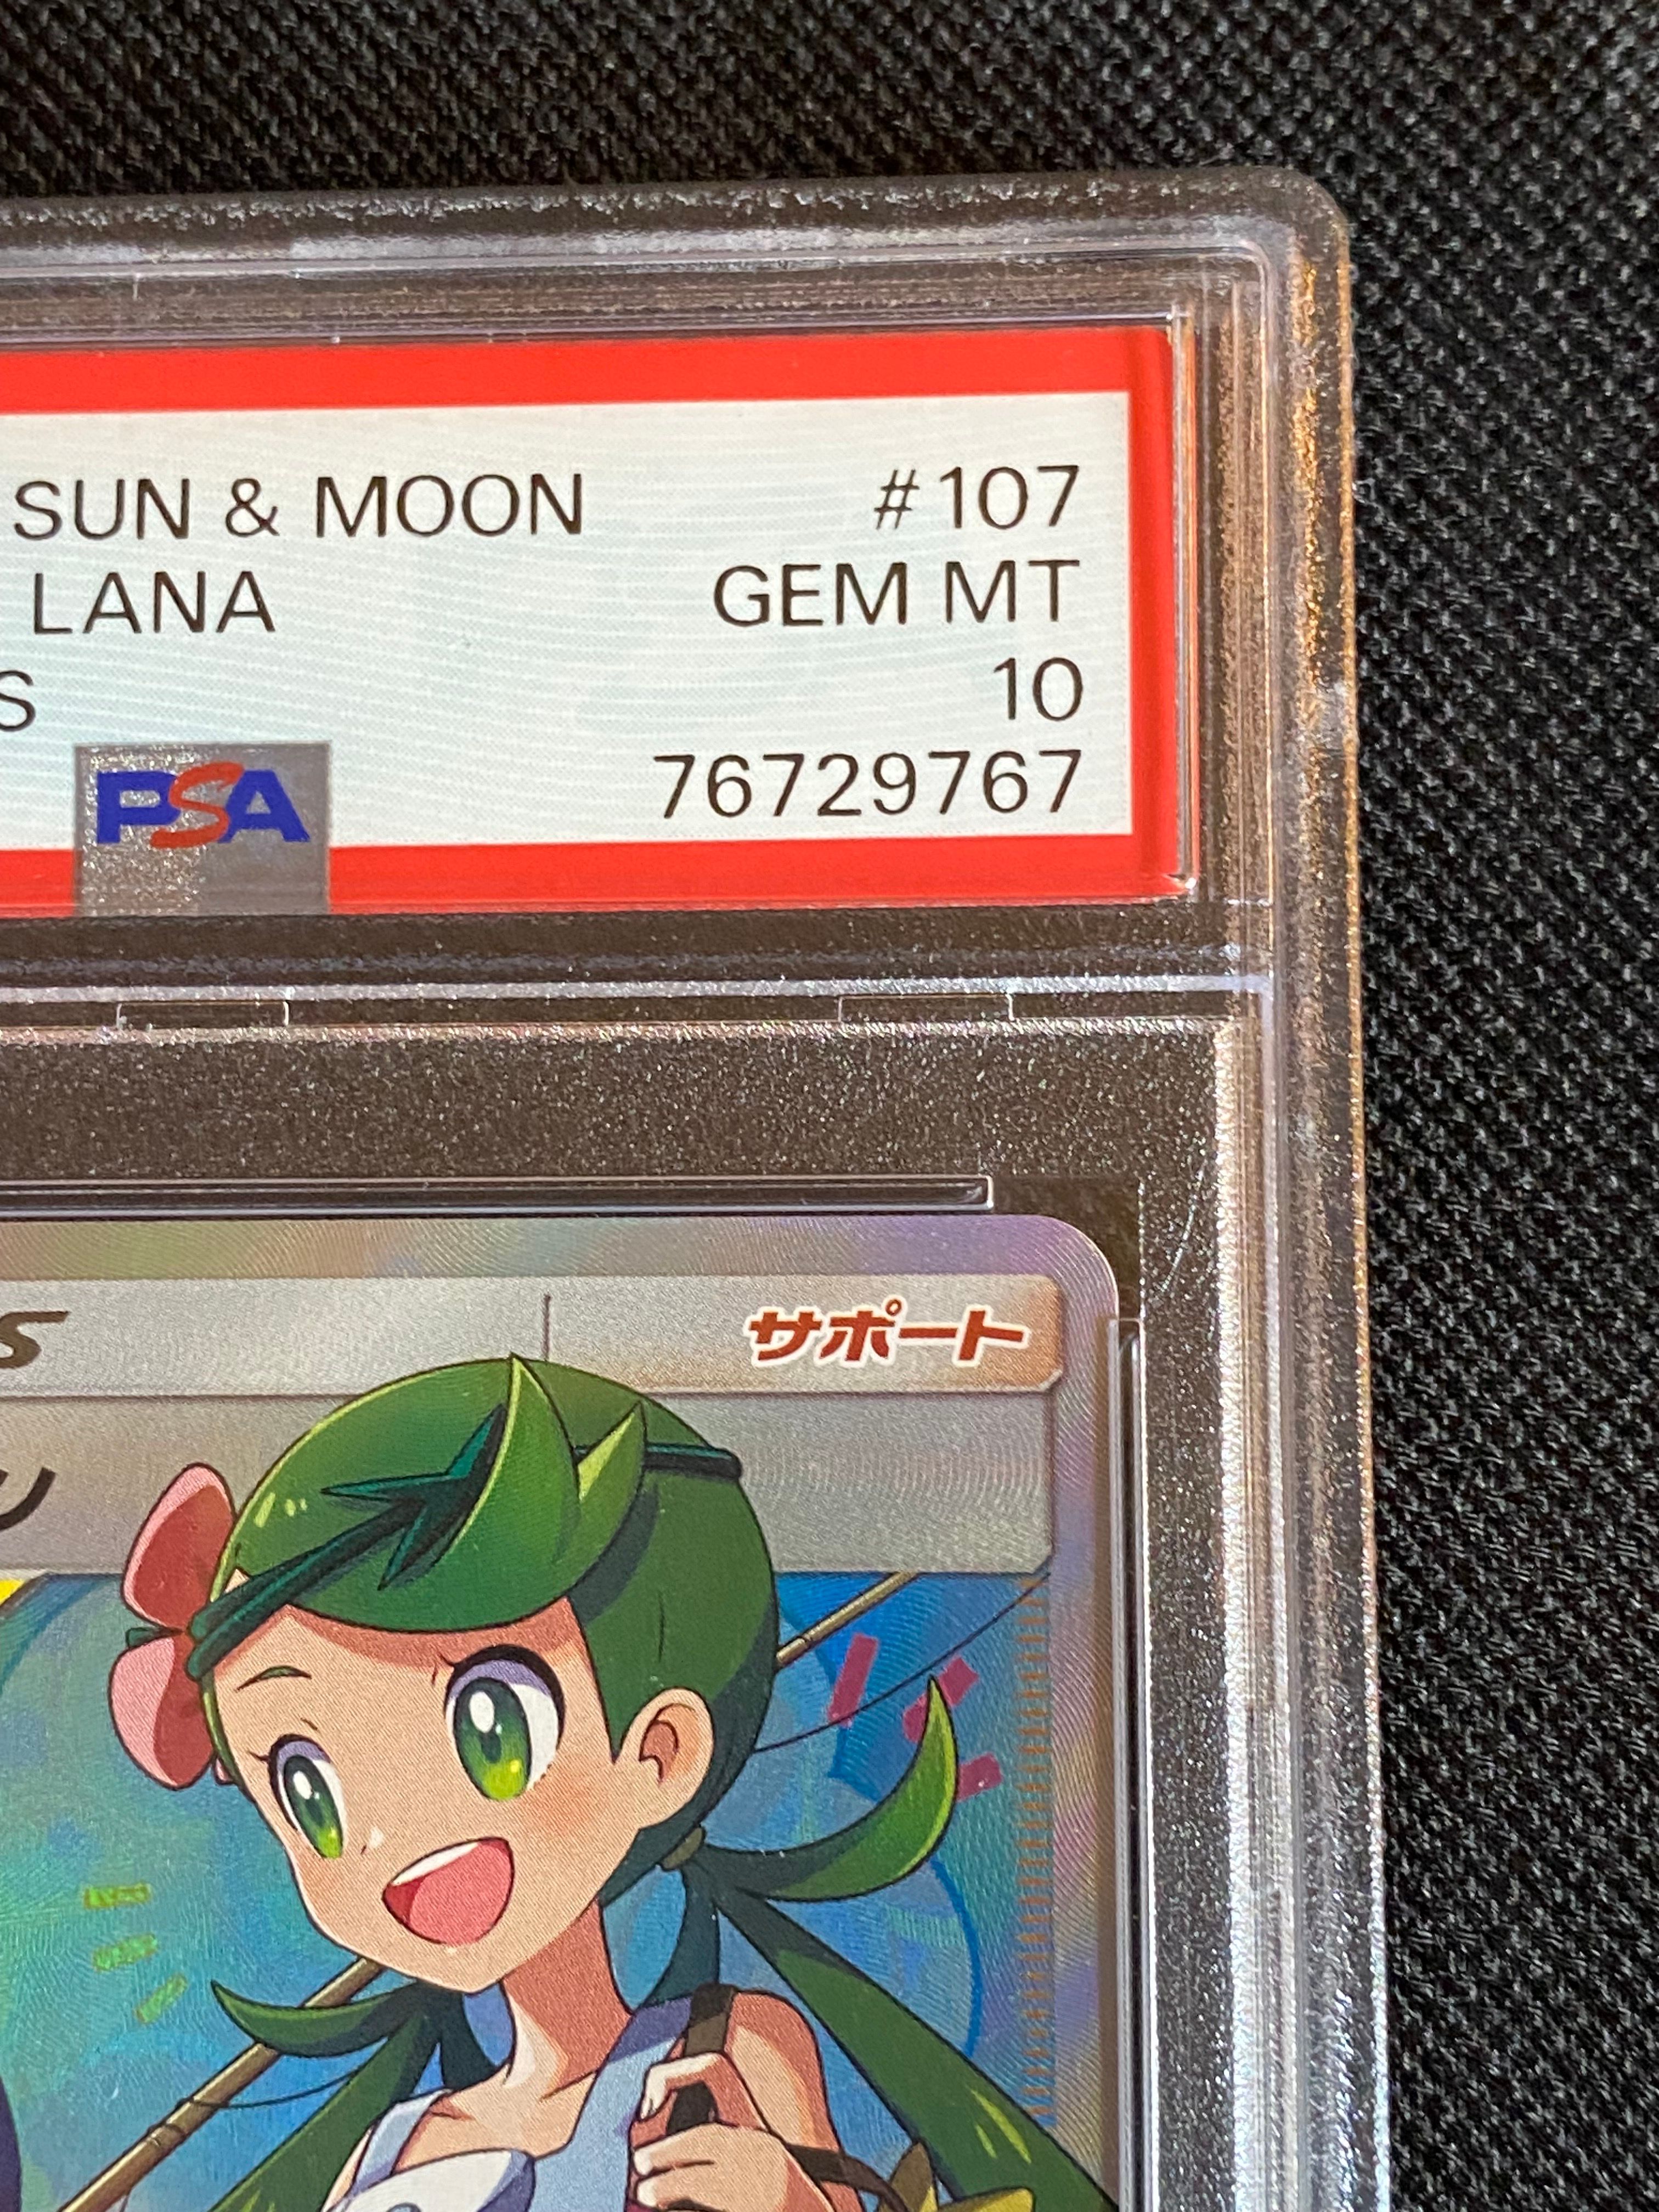 SUN & MOON #107
LANA GEM MT
S 10
PSA 76729767
S サポート